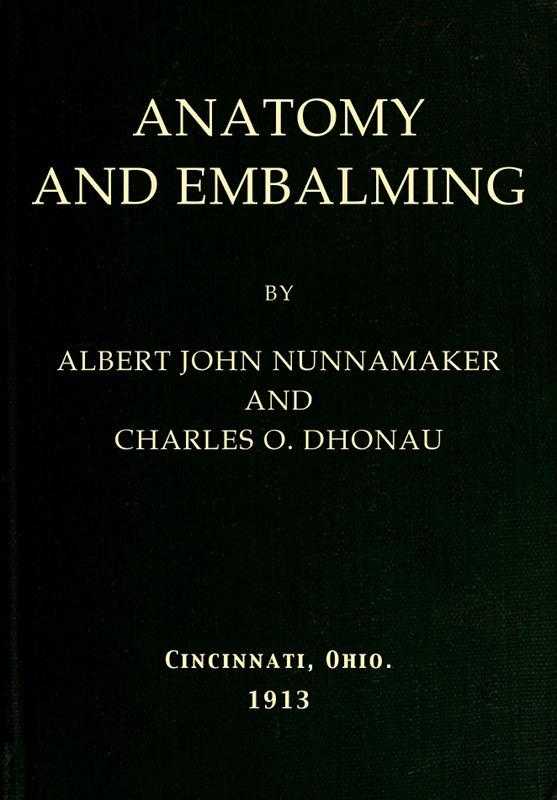 ANATOMY
AND EMBALMING
BY
ALBERT JOHN NUNNAMAKER
AND
CHARLES O. DHONAU
Cincinnati, Ohio.
1913